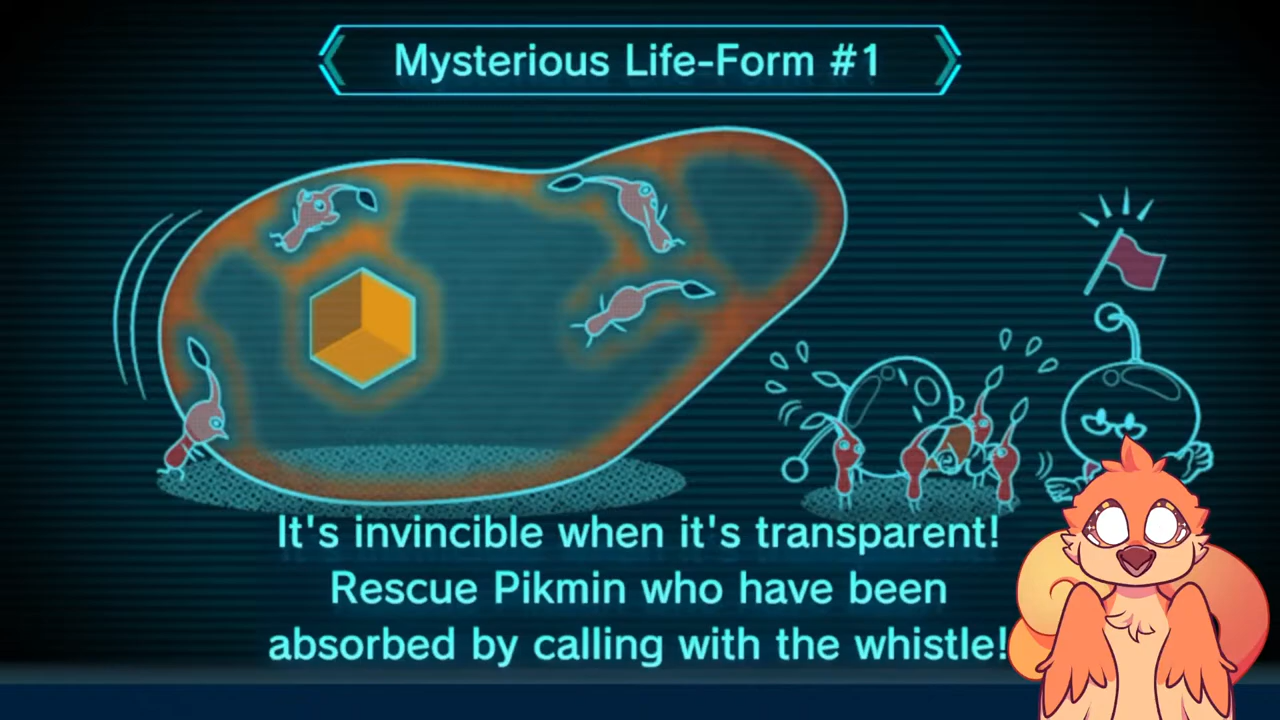 Mysterious Life-Form #1
It's invincible when it's transparent!
Rescue Pikmin who have been
absorbed by calling with the whistle!